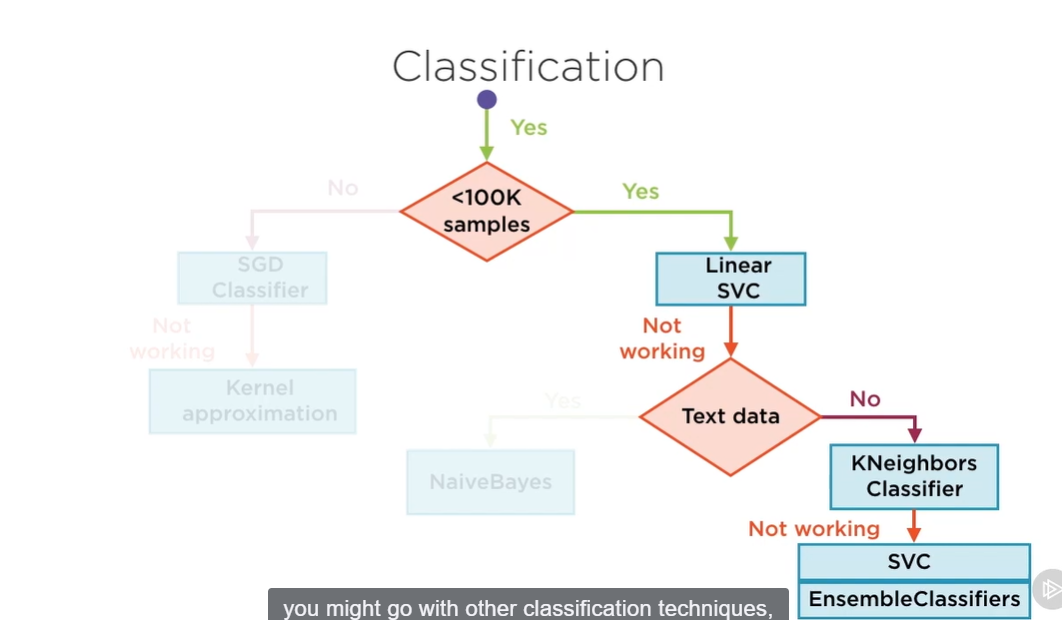 Classification
Yes
No
<100K
samples
Yes
SGD
Classifier
Linear
SVC
Not
working
Not
working
Kernel
approximation
Yes
Text data
No
NaiveBayes
KNeighbors
Classifier
Not working
SVC
EnsembleClassifiers
you might go with other classification techniques,